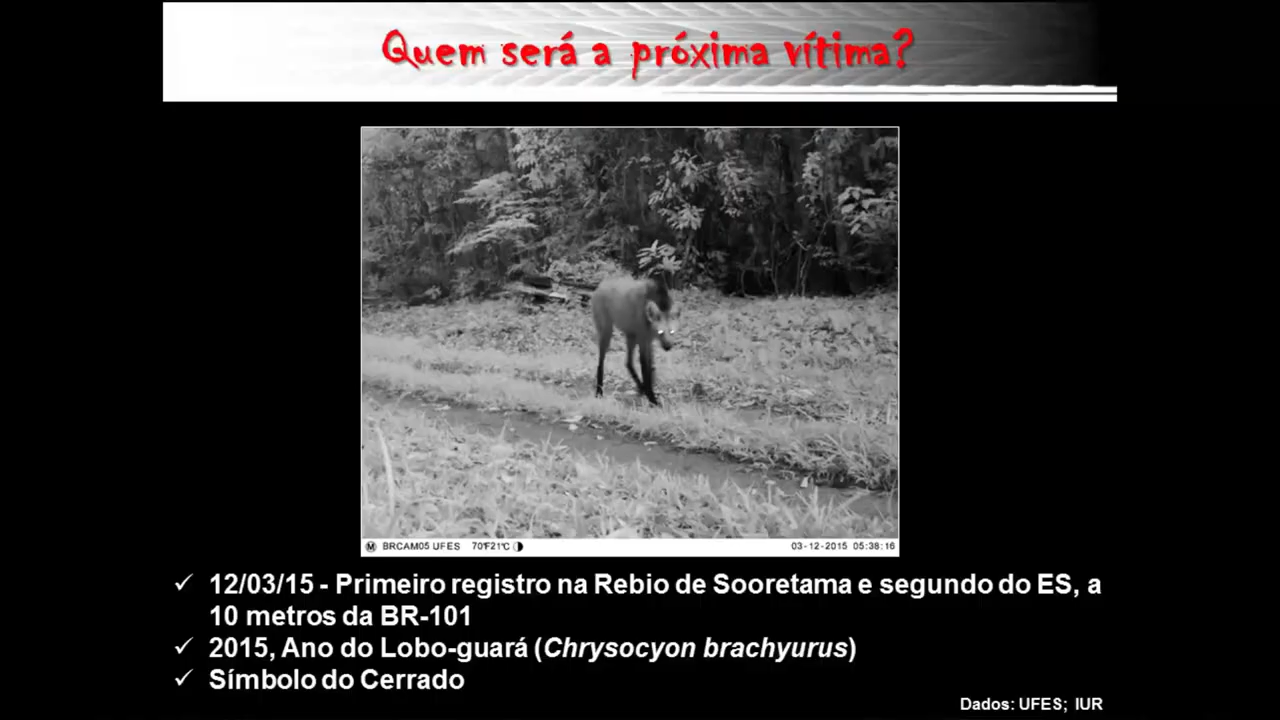 Quem será a próxima vítima?
BRCAM05 UFES 70°F21°C 03-12-2015 05:38:16
✓ 12/03/15 - Primeiro registro na Rebio de Sooretama e segundo do ES, a
10 metros da BR-101
✓ 2015, Ano do Lobo-guará (Chrysocyon brachyurus)
✓ Símbolo do Cerrado
Dados: UFES; IUR